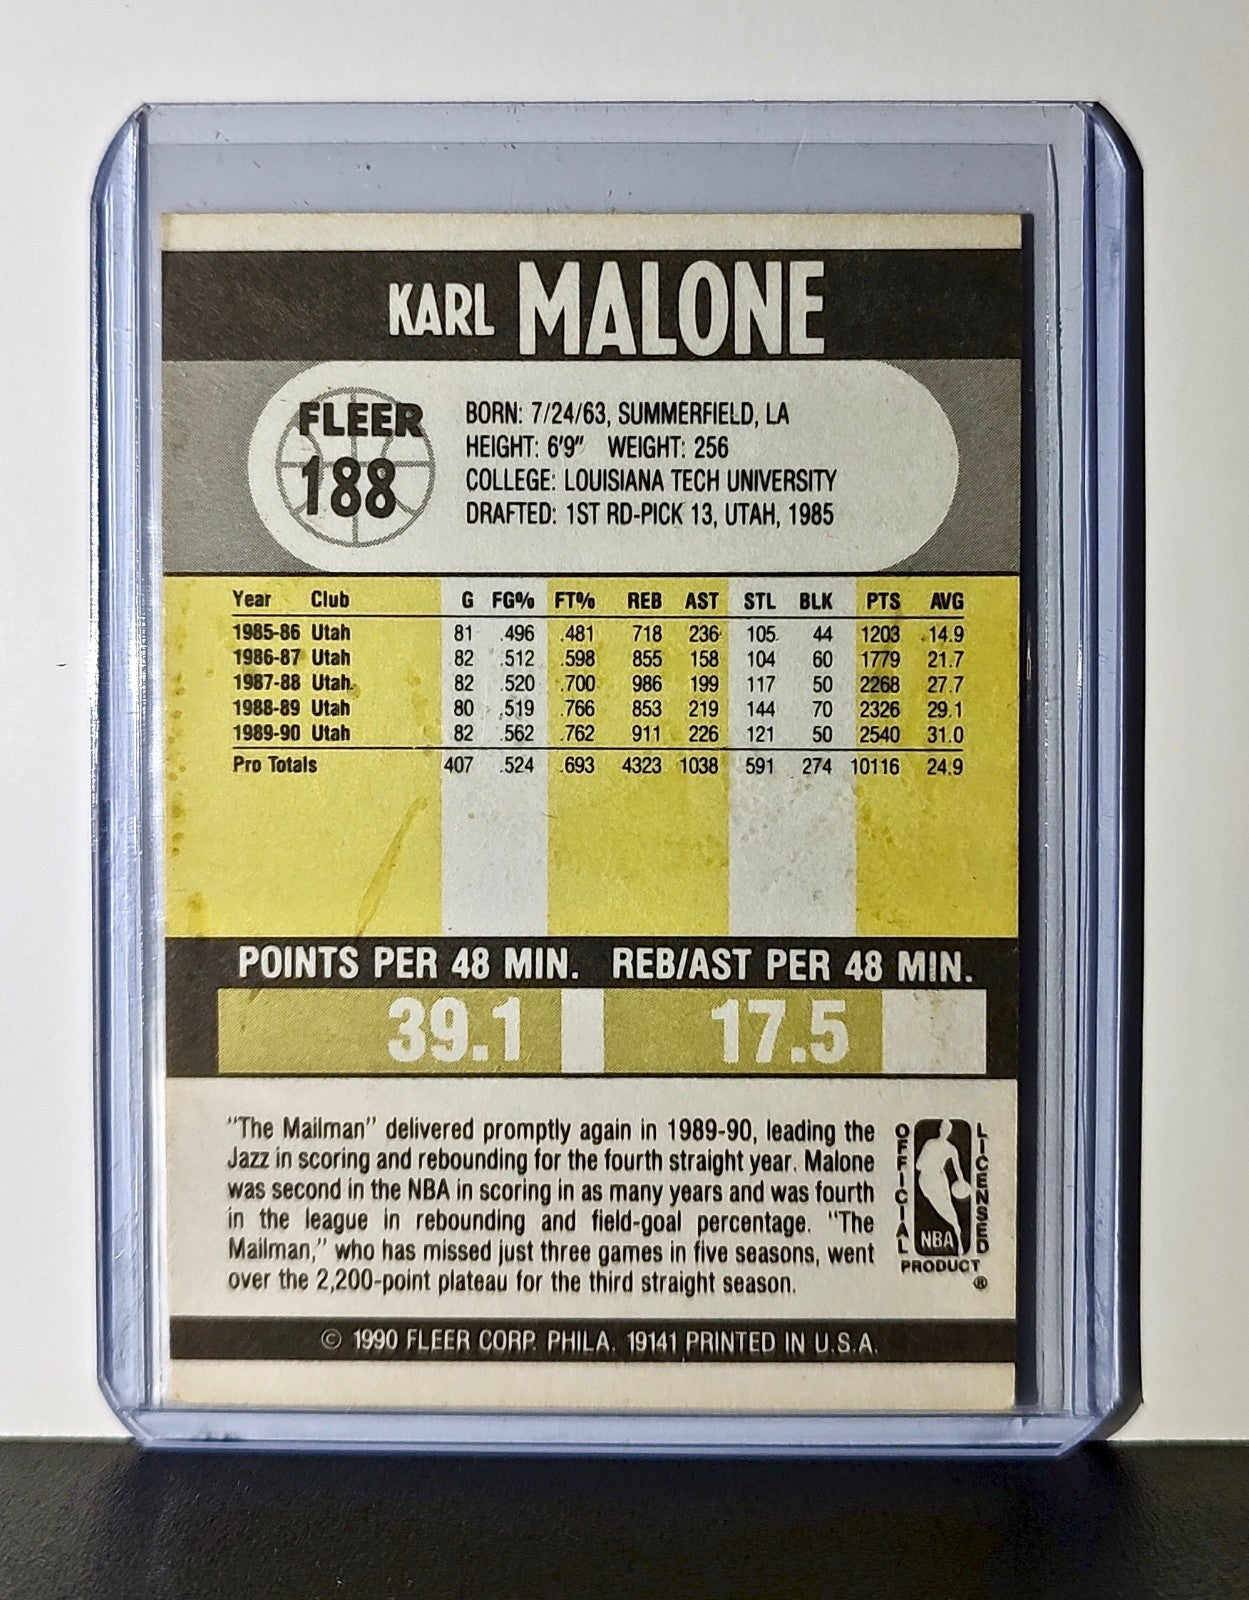 KARL MALONE
FLEER
188
BORN: 7/24/63, SUMMERFIELD, LA
HEIGHT: 6'9" WEIGHT: 256
COLLEGE: LOUISIANA TECH UNIVERSITY
DRAFTED: 1ST RD-PICK 13, UTAH, 1985
Year Club G FG% FT% REB AST STL BLK PTS AVG
1985-86 Utah 81 .496 .481 718 236 105 44 1203 14.9
1986-87 Utah 82 .512 .598 855 158 104 60 1779 21.7
1987-88 Utah 82 .520 .700 986 199 117 50 2268 27.7
1988-89 Utah 80 .519 .766 853 219 144 70 2326 29.1
1989-90 Utah 82 .562 .762 911 226 121 50 2540 31.0
Pro Totals 407 .524 .693 4323 1038 591 274 10116 24.9
POINTS PER 48 MIN. REB/AST PER 48 MIN.
39.1 17.5
"The Mailman" delivered promptly again in 1989-90, leading the
Jazz in scoring and rebounding for the fourth straight year. Malone
was second in the NBA in scoring in as many years and was fourth
in the league in rebounding and field-goal percentage. "The
Mailman," who has missed just three games in five seasons, went
over the 2,200-point plateau for the third straight season.
OFFICIAL
LICENSED
NBA
PRODUCT
®
© 1990 FLEER CORP. PHILA. 19141 PRINTED IN U.S.A.